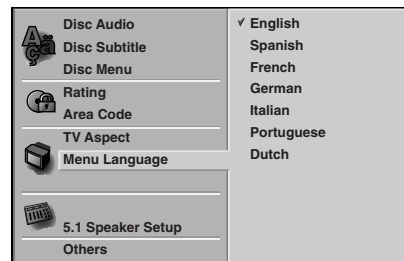 Disc Audio
Disc Subtitle
Disc Menu
Rating
Area Code
TV Aspect
Menu Language
5.1 Speaker Setup
Others
✓ English
Spanish
French
German
Italian
Portuguese
Dutch